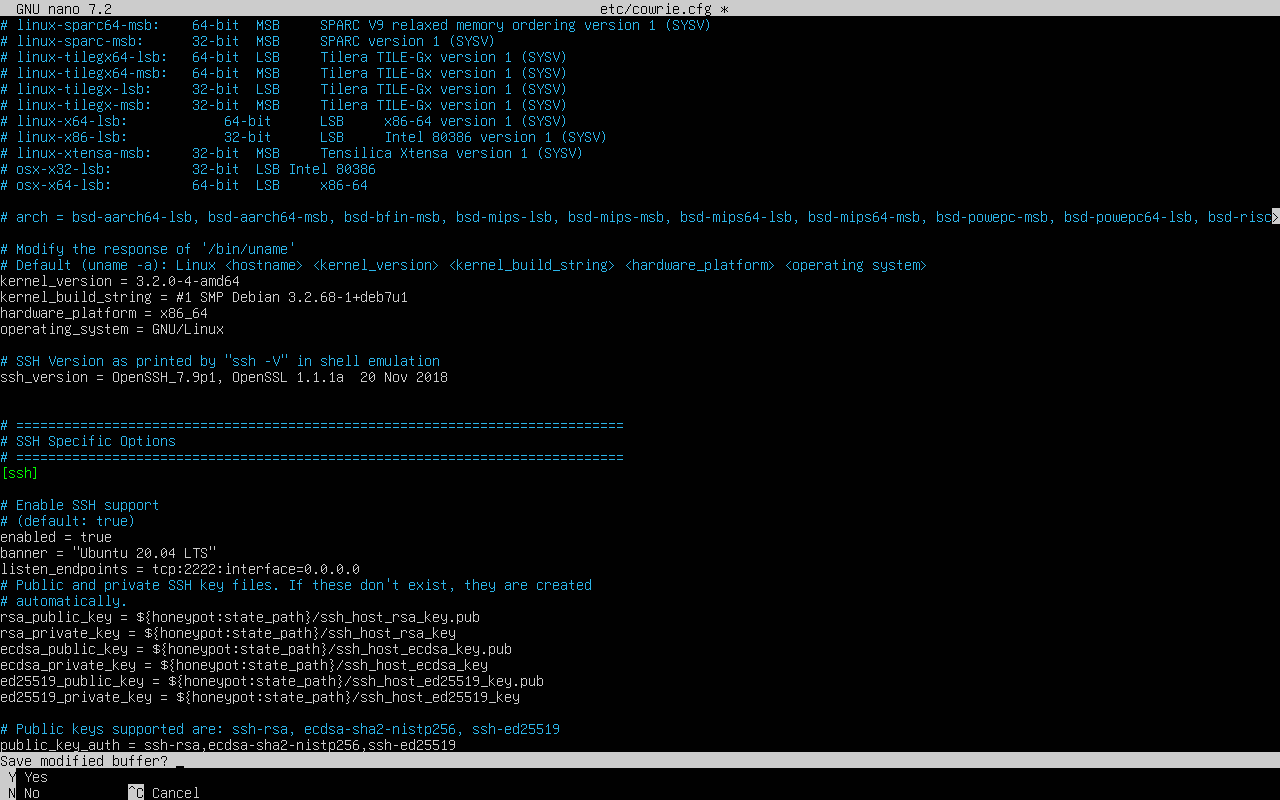 GNU nano 7.2 etc/cowrie.cfg *
# linux-sparc64-msb: 64-bit MSB SPARC V9 relaxed memory ordering version 1 (SYSV)
# linux-sparc-msb: 32-bit MSB SPARC version 1 (SYSV)
# linux-tilegx64-lsb: 64-bit LSB Tilera TILE-Gx version 1 (SYSV)
# linux-tilegx64-msb: 64-bit MSB Tilera TILE-Gx version 1 (SYSV)
# linux-tilegx-lsb: 32-bit LSB Tilera TILE-Gx version 1 (SYSV)
# linux-tilegx-msb: 32-bit MSB Tilera TILE-Gx version 1 (SYSV)
# linux-x64-lsb: 64-bit LSB x86-64 version 1 (SYSV)
# linux-x86-lsb: 32-bit LSB Intel 80386 version 1 (SYSV)
# linux-xtensa-msb: 32-bit MSB Tensilica Xtensa version 1 (SYSV)
# osx-x32-lsb: 32-bit LSB Intel 80386
# osx-x64-lsb: 64-bit LSB x86-64
# arch = bsd-aarch64-lsb, bsd-aarch64-msb, bsd-bfin-msb, bsd-mips-lsb, bsd-mips-msb, bsd-mips64-lsb, bsd-mips64-msb, bsd-powepc-msb, bsd-powepc64-lsb, bsd-risc>
# Modify the response of '/bin/uname'
# Default (uname -a): Linux <hostname> <kernel_version> <kernel_build_string> <hardware_platform> <operating system>
kernel_version = 3.2.0-4-amd64
kernel_build_string = #1 SMP Debian 3.2.68-1+deb7u1
hardware_platform = x86_64
operating_system = GNU/Linux
# SSH Version as printed by "ssh -V" in shell emulation
ssh_version = OpenSSH_7.9p1, OpenSSL 1.1.1a  20 Nov 2018
# ============================================================================
# SSH Specific Options
# ============================================================================
[ssh]
# Enable SSH support
# (default: true)
enabled = true
banner = "Ubuntu 20.04 LTS"
listen_endpoints = tcp:2222:interface=0.0.0.0
# Public and private SSH key files. If these don't exist, they are created
# automatically.
rsa_public_key = ${honeypot:state_path}/ssh_host_rsa_key.pub
rsa_private_key = ${honeypot:state_path}/ssh_host_rsa_key
ecdsa_public_key = ${honeypot:state_path}/ssh_host_ecdsa_key.pub
ecdsa_private_key = ${honeypot:state_path}/ssh_host_ecdsa_key
ed25519_public_key = ${honeypot:state_path}/ssh_host_ed25519_key.pub
ed25519_private_key = ${honeypot:state_path}/ssh_host_ed25519_key
# Public keys supported are: ssh-rsa, ecdsa-sha2-nistp256, ssh-ed25519
public_key_auth = ssh-rsa,ecdsa-sha2-nistp256,ssh-ed25519
Save modified buffer?
Y Yes
N No ^C Cancel